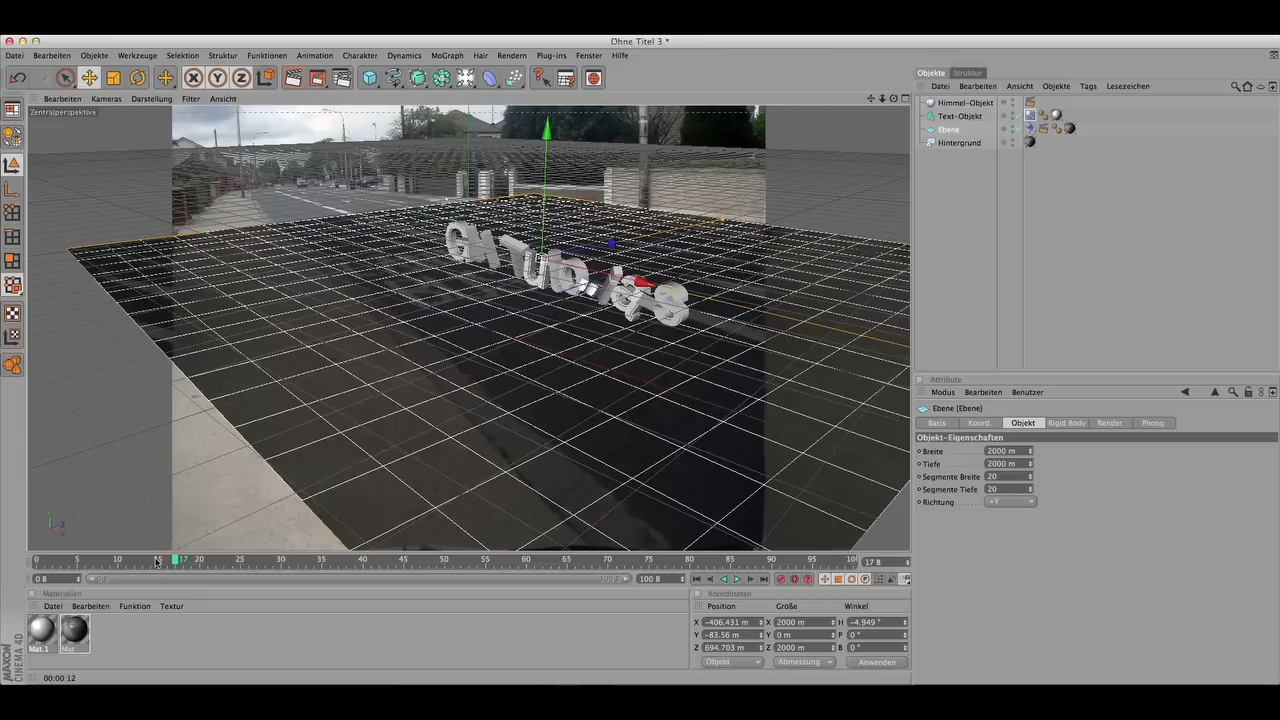 Ohne Titel 3 *
Datei Bearbeiten Objekte Werkzeuge Selektion Struktur Funktionen Animation Charakter Dynamics MoGraph Hair Rendern Plug-ins Fenster Hilfe
X Y Z
Objekte Struktur
Datei Bearbeiten Ansicht Objekte Tags Lesezeichen
Himmel-Objekt
Text-Objekt
Ebene
Hintergrund
Bearbeiten Kameras Darstellung Filter Ansicht
Zentralperspektive
Attribute
Modus Bearbeiten Benutzer
Ebene [Ebene]
Basis Koord. Objekt Rigid Body Render Phong
Objekt-Eigenschaften
Breite 2000 m
Tiefe 2000 m
Segmente Breite 20
Segmente Tiefe 20
Richtung +Y
0 5 10 15 17 20 25 30 35 40 45 50 55 60 65 70 75 80 85 90 95 100 17 B
0 B 0 B 100 B 100 B
Materialien
Datei Bearbeiten Funktion Textur
Mat.1 Mat
Koordinaten
Position Größe Winkel
X -406.431 m X 2000 m H -4.949 °
Y -83.56 m Y 0 m P 0 °
Z 694.703 m Z 2000 m B 0 °
Objekt Abmessung Anwenden
MAXON
CINEMA 4D
00:00:12